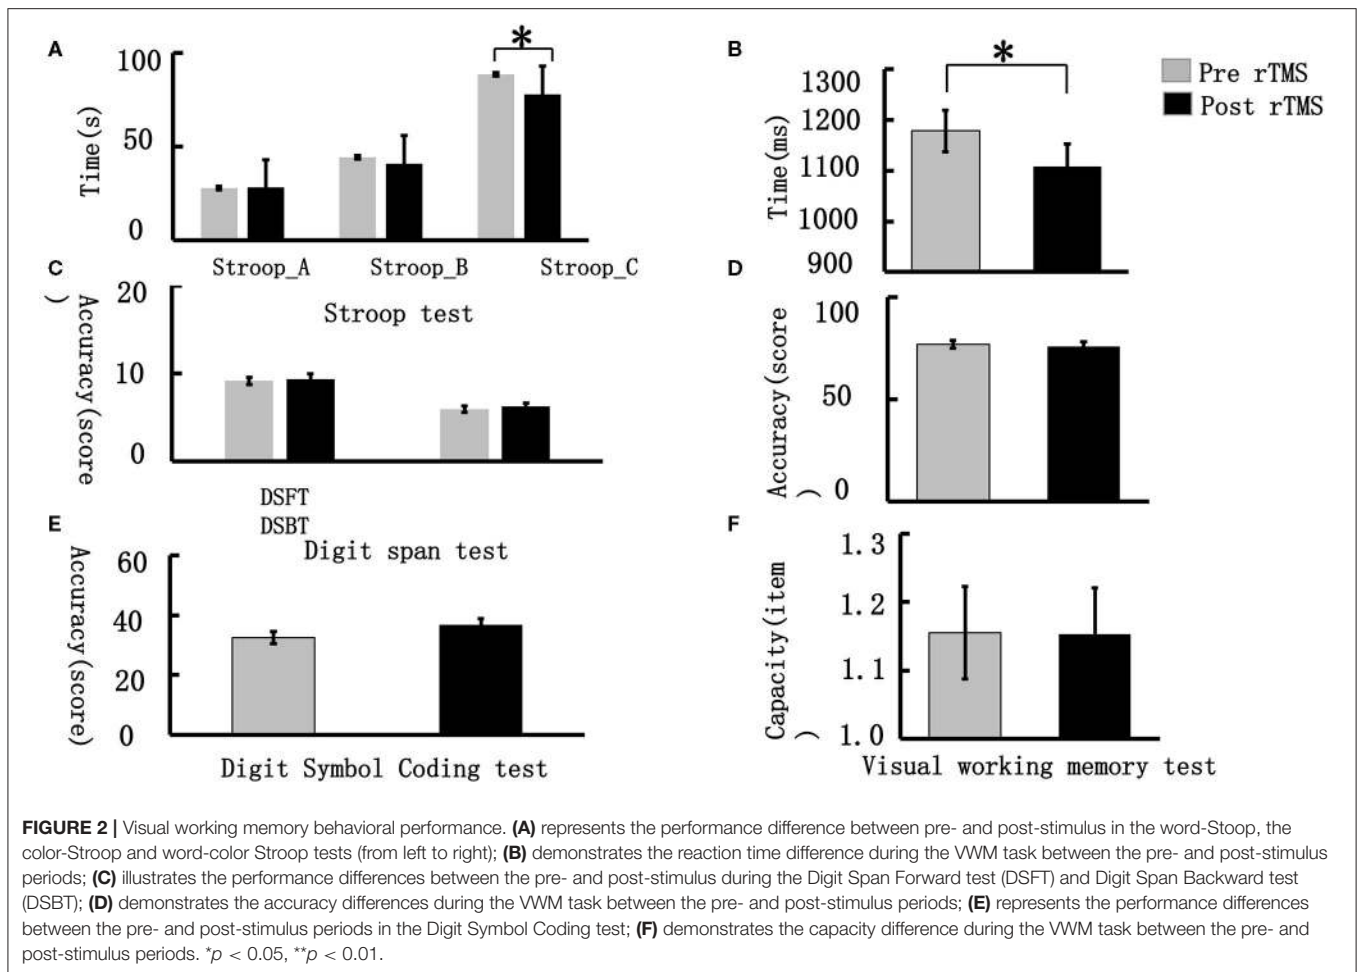 A
100
50
0
Time(s)
*
Stroop_A Stroop_B Stroop_C
Stroop test
B
1300
1200
1100
1000
900
Time(ms)
*
Pre rTMS
Post rTMS
C
20
10
0
Accuracy(score
)
DSFT
DSBT
Digit span test
D
100
50
0
Accuracy(score
)
E
60
40
20
0
Accuracy(score)
Digit Symbol Coding test
F
1.3
1.2
1.1
1.0
Capacity(item
)
Visual working memory test
FIGURE 2 | Visual working memory behavioral performance. (A) represents the performance difference between pre- and post-stimulus in the word-Stoop, the
color-Stroop and word-color Stroop tests (from left to right); (B) demonstrates the reaction time difference during the VWM task between the pre- and post-stimulus
periods; (C) illustrates the performance differences between the pre- and post-stimulus during the Digit Span Forward test (DSFT) and Digit Span Backward test
(DSBT); (D) demonstrates the accuracy differences during the VWM task between the pre- and post-stimulus periods; (E) represents the performance differences
between the pre- and post-stimulus periods in the Digit Symbol Coding test; (F) demonstrates the capacity difference during the VWM task between the pre- and
post-stimulus periods. *p < 0.05, **p < 0.01.